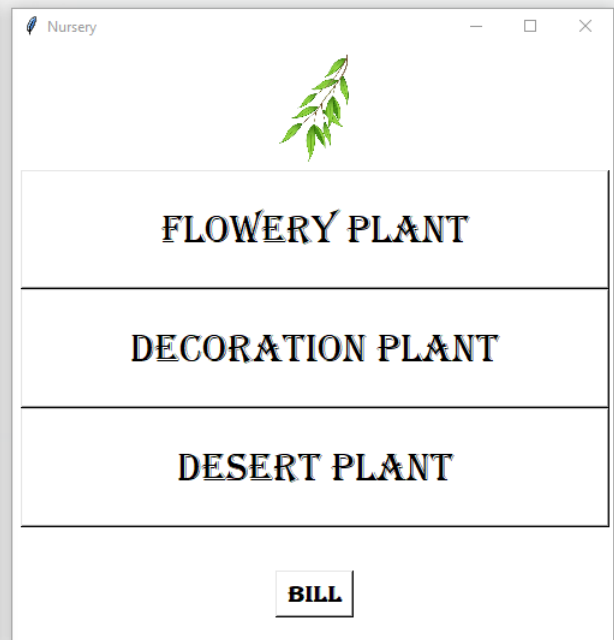 Nursery
FLOWERY PLANT
DECORATION PLANT
DESERT PLANT
BILL